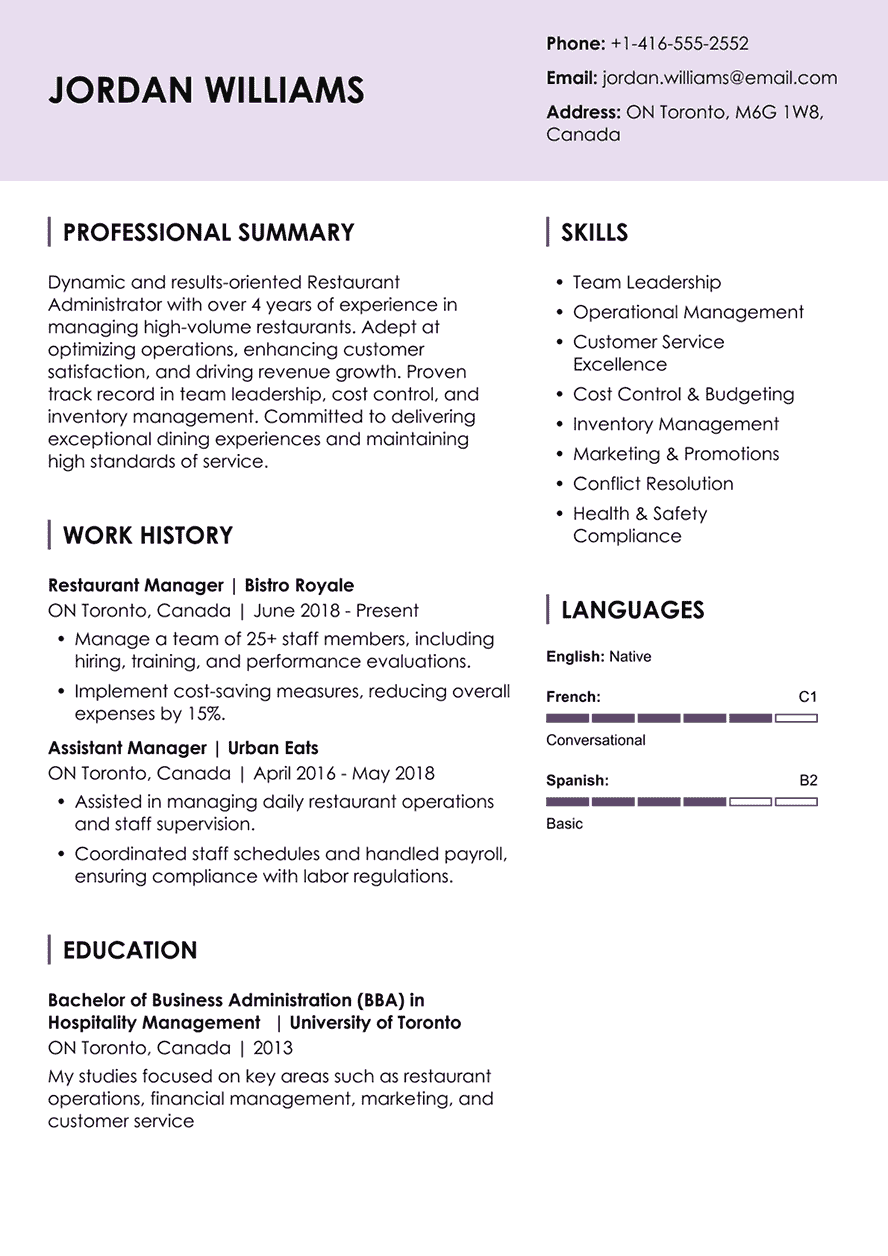 JORDAN WILLIAMS
Phone: +1-416-555-2552
Email: jordan.williams@email.com
Address: ON Toronto, M6G 1W8,
Canada
PROFESSIONAL SUMMARY
Dynamic and results-oriented Restaurant
Administrator with over 4 years of experience in
managing high-volume restaurants. Adept at
optimizing operations, enhancing customer
satisfaction, and driving revenue growth. Proven
track record in team leadership, cost control, and
inventory management. Committed to delivering
exceptional dining experiences and maintaining
high standards of service.
WORK HISTORY
Restaurant Manager | Bistro Royale
ON Toronto, Canada | June 2018 - Present
• Manage a team of 25+ staff members, including
hiring, training, and performance evaluations.
• Implement cost-saving measures, reducing overall
expenses by 15%.
Assistant Manager | Urban Eats
ON Toronto, Canada | April 2016 - May 2018
• Assisted in managing daily restaurant operations
and staff supervision.
• Coordinated staff schedules and handled payroll,
ensuring compliance with labor regulations.
EDUCATION
Bachelor of Business Administration (BBA) in
Hospitality Management | University of Toronto
ON Toronto, Canada | 2013
My studies focused on key areas such as restaurant
operations, financial management, marketing, and
customer service
SKILLS
• Team Leadership
• Operational Management
• Customer Service
Excellence
• Cost Control & Budgeting
• Inventory Management
• Marketing & Promotions
• Conflict Resolution
• Health & Safety
Compliance
LANGUAGES
English: Native
French: C1
Conversational
Spanish: B2
Basic